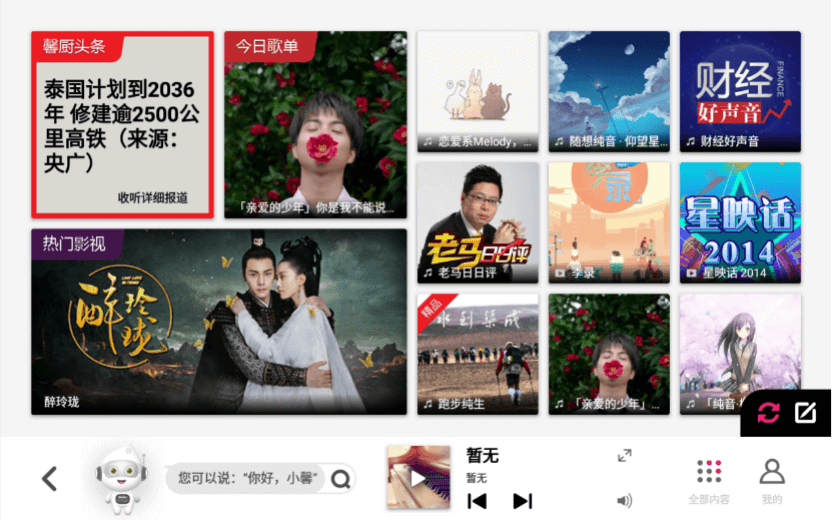 馨厨头条
泰国计划到2036
年 修建逾2500公
里高铁（来源：
央广）
收听详细报道
今日歌单
「亲爱的少年」你是我不能说...
恋爱系Melody，...
随想纯音 · 仰望星...
财经
FINANCE
好声音
财经好声音
老马日日评
老马日日评
录
季录
星映话
2014
星映话 2014
热门影视
醉玲珑
醉玲珑
精品
水到渠成
跑步纯生
「亲爱的少年」...
「纯音·
您可以说：“你好，小馨”
暂无
暂无
全部内容
我的